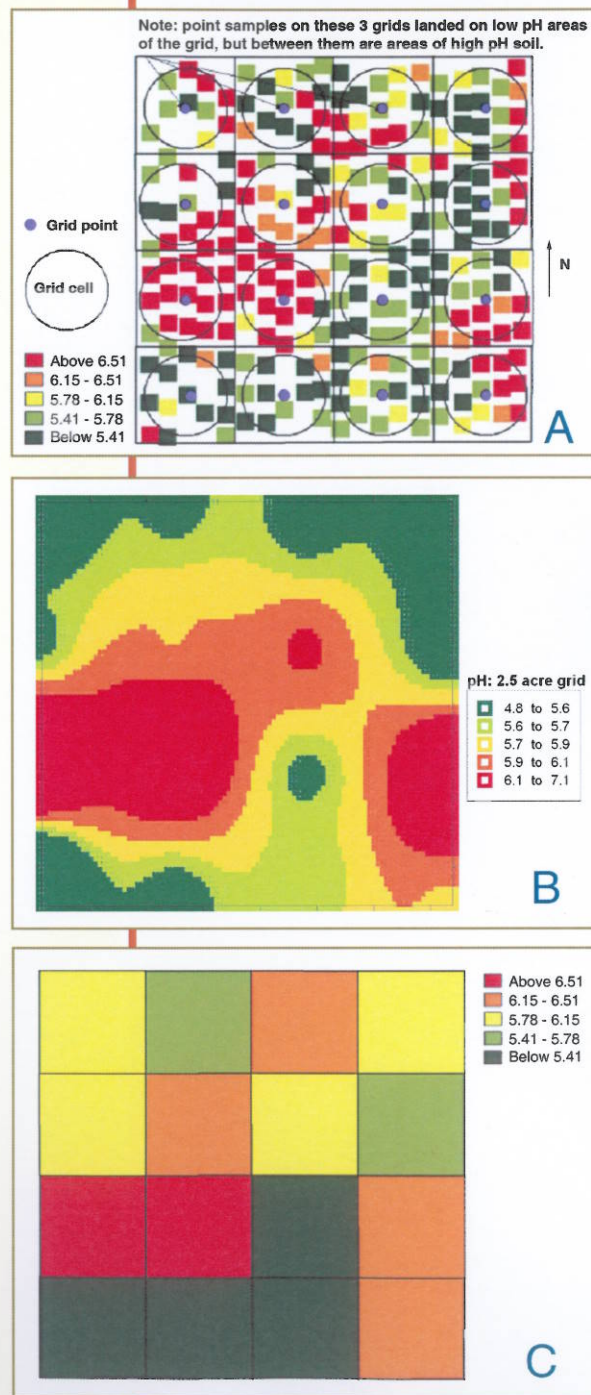 Note: point samples on these 3 grids landed on low pH areas
of the grid, but between them are areas of high pH soil.
Grid point
Grid cell
N
Above 6.51
6.15 - 6.51
5.78 - 6.15
5.41 - 5.78
Below 5.41
A
pH: 2.5 acre grid
4.8 to 5.6
5.6 to 5.7
5.7 to 5.9
5.9 to 6.1
6.1 to 7.1
B
Above 6.51
6.15 - 6.51
5.78 - 6.15
5.41 - 5.78
Below 5.41
C